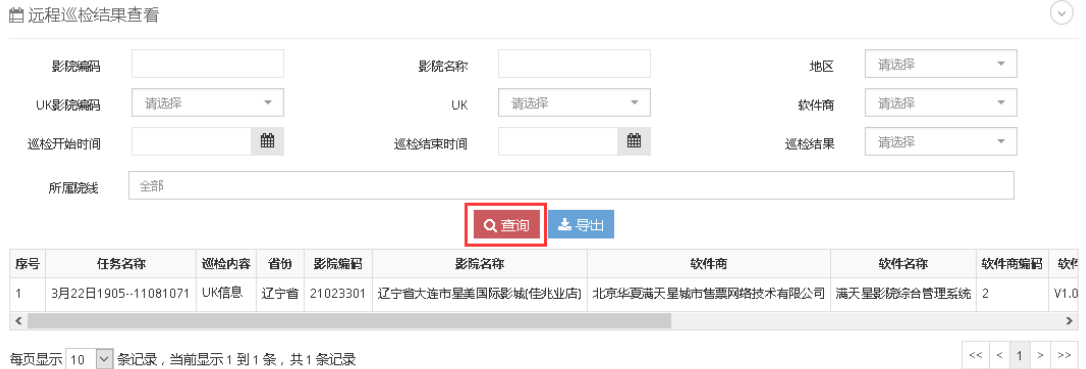 远程巡检结果查看
影院编码 影院名称 地区 请选择
UK影院编码 请选择 UK 请选择 软件商 请选择
巡检开始时间 巡检结束时间 巡检结果 请选择
所属院线 全部
查询 导出
序号 任务名称 巡检内容 省份 影院编码 影院名称 软件商 软件名称 软件商编码
1 3月22日1905--11081071 UK信息 辽宁省 21023301 辽宁省大连市星美国际影城(佳兆业店) 北京华夏满天星城市售票网络技术有限公司 满天星影院综合管理系统 2 V1.0
每页显示 10 条记录，当前显示 1 到 1 条，共 1 条记录 << < 1 > >>